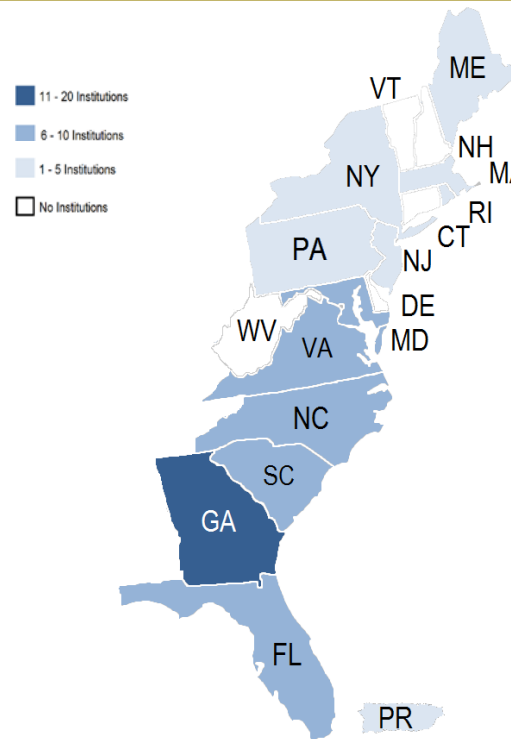 11 - 20 Institutions
6 - 10 Institutions
1 - 5 Institutions
No Institutions
ME
VT
NH
NY
RI
CT
PA
NJ
DE
WV
MD
VA
NC
SC
GA
FL
PR